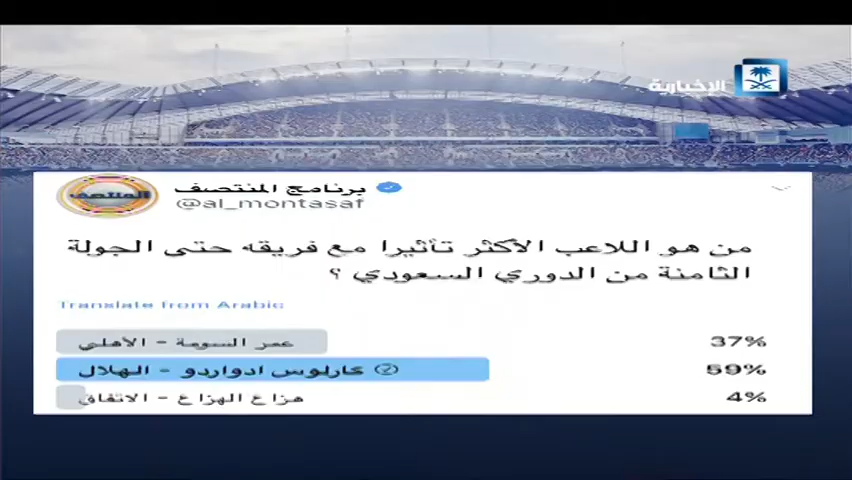 الإخبارية
المنتصف
برنامج المنتصف
@al_montasaf
من هو اللاعب الأكثر تأثيرا مع فريقه حتى الجولة
الثامنة من الدوري السعودي ؟
Translate from Arabic
عمر السومة - الأهلي 37%
كارلوس ادواردو - الهلال 59%
هزاع الهزاع - الاتفاق 4%